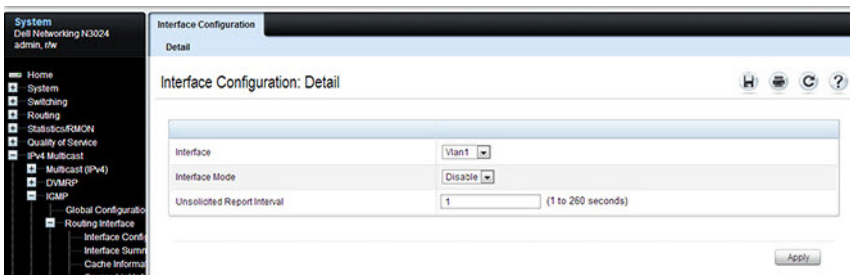 System
Dell Networking N3024
admin, r/w
Home
System
Switching
Routing
Statistics/RMON
Quality of Service
IPv4 Multicast
Multicast (IPv4)
DVMRP
IGMP
Global Configuratio
Routing Interface
Interface Config
Interface Summ
Cache Informa
Interface Configuration
Detail
Interface Configuration: Detail
Interface Vlan1
Interface Mode Disable
Unsolicited Report Interval 1 (1 to 260 seconds)
Apply